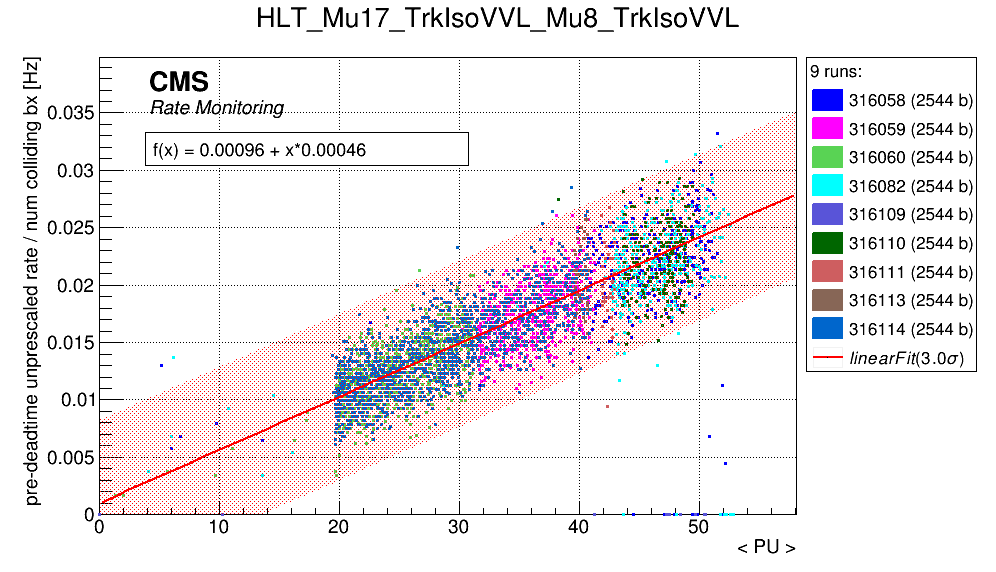 HLT_Mu17_TrkIsoVVL_Mu8_TrkIsoVVL
pre-deadtime unprescaled rate / num colliding bx [Hz]
CMS
Rate Monitoring
f(x) = 0.00096 + x*0.00046
0.035
0.03
0.025
0.02
0.015
0.01
0.005
0
0 10 20 30 40 50
< PU >
9 runs:
316058 (2544 b)
316059 (2544 b)
316060 (2544 b)
316082 (2544 b)
316109 (2544 b)
316110 (2544 b)
316111 (2544 b)
316113 (2544 b)
316114 (2544 b)
linearFit(3.0σ)